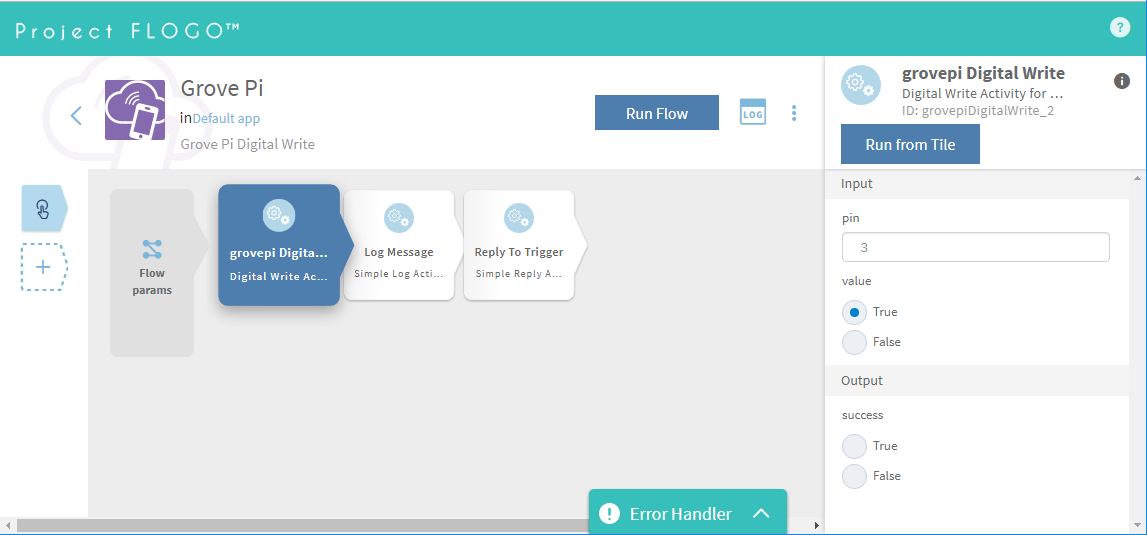 Project FLOGO™
?
Grove Pi
inDefault app
Grove Pi Digital Write
Run Flow
LOG
grovepi Digital Write
Digital Write Activity for ...
ID: grovepiDigitalWrite_2
i
Run from Tile
Flow
params
grovepi Digita...
Digital Write Ac...
Log Message
Simple Log Acti...
Reply To Trigger
Simple Reply A...
Input
pin
3
value
True
False
Output
success
True
False
! Error Handler